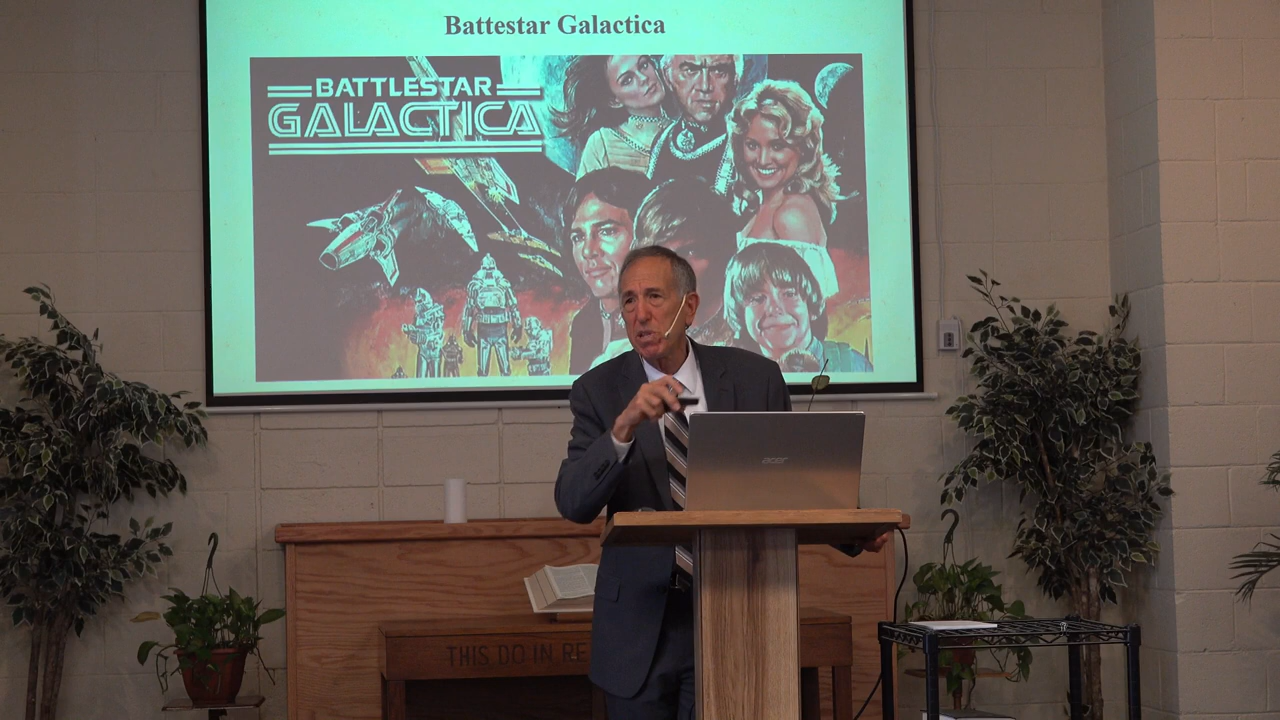 Battestar Galactica
BATTLESTAR
GALACTICA
acer
THIS DO IN RE